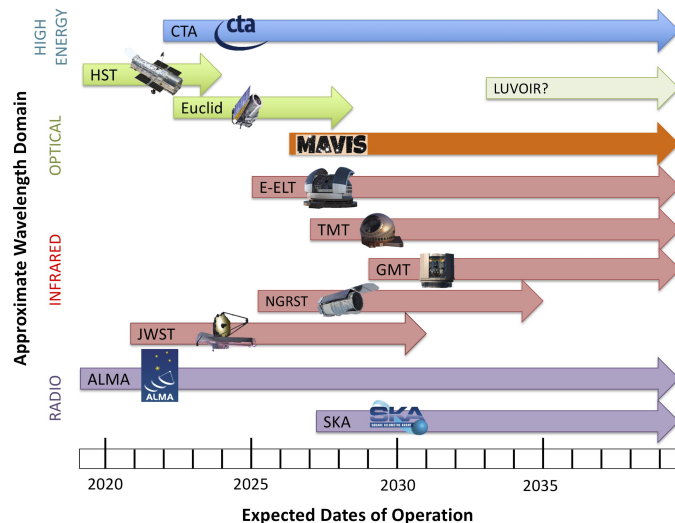 HIGH
ENERGY
CTA
cta
HST
LUVOIR?
Euclid
OPTICAL
MAVIS
E-ELT
TMT
GMT
INFRARED
NGRST
JWST
RADIO
ALMA
ALMA
SKA
SKA
Approximate Wavelength Domain
2020
2025
2030
2035
Expected Dates of Operation